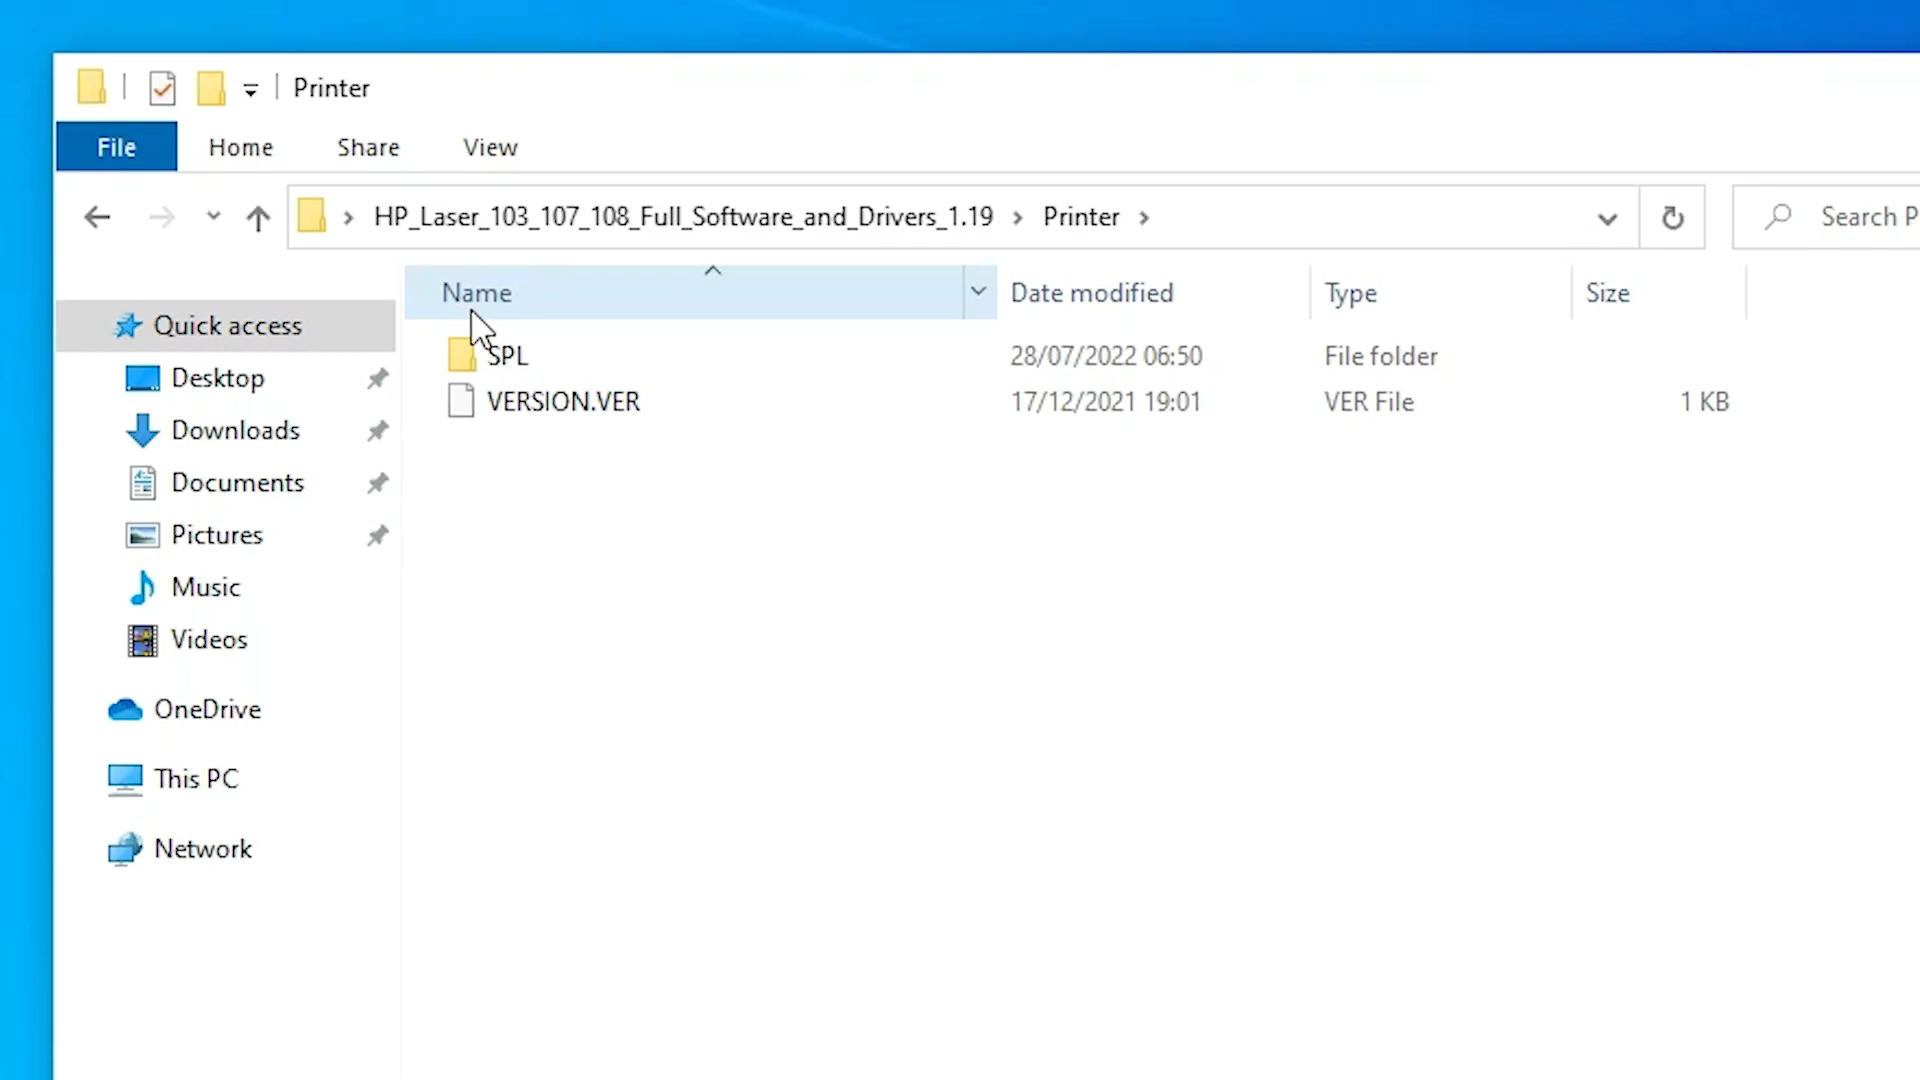 Printer
File Home Share View
HP_Laser_103_107_108_Full_Software_and_Drivers_1.19 Printer Search P
Name Date modified Type Size
Quick access
SPL 28/07/2022 06:50 File folder
Desktop
VERSION.VER 17/12/2021 19:01 VER File 1 KB
Downloads
Documents
Pictures
Music
Videos
OneDrive
This PC
Network